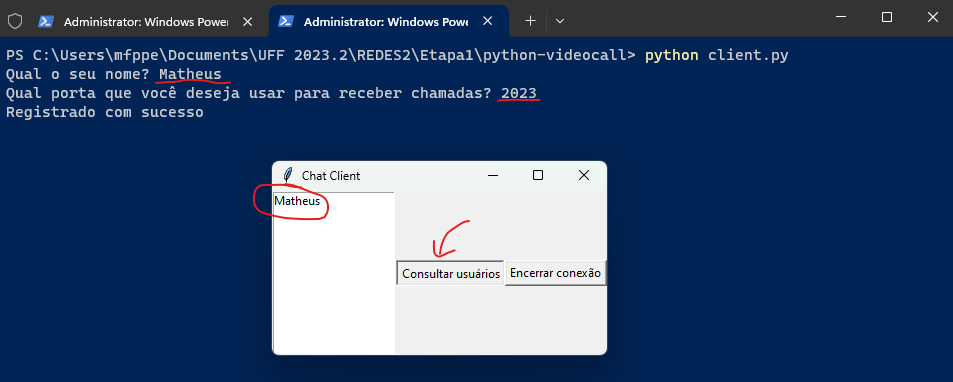 Administrator: Windows Power
Administrator: Windows Powe
PS C:\Users\mfppe\Documents\UFF 2023.2\REDES2\Etapa1\python-videocall> python client.py
Qual o seu nome? Matheus
Qual porta que você deseja usar para receber chamadas? 2023
Registrado com sucesso
Chat Client
Matheus
Consultar usuários
Encerrar conexão